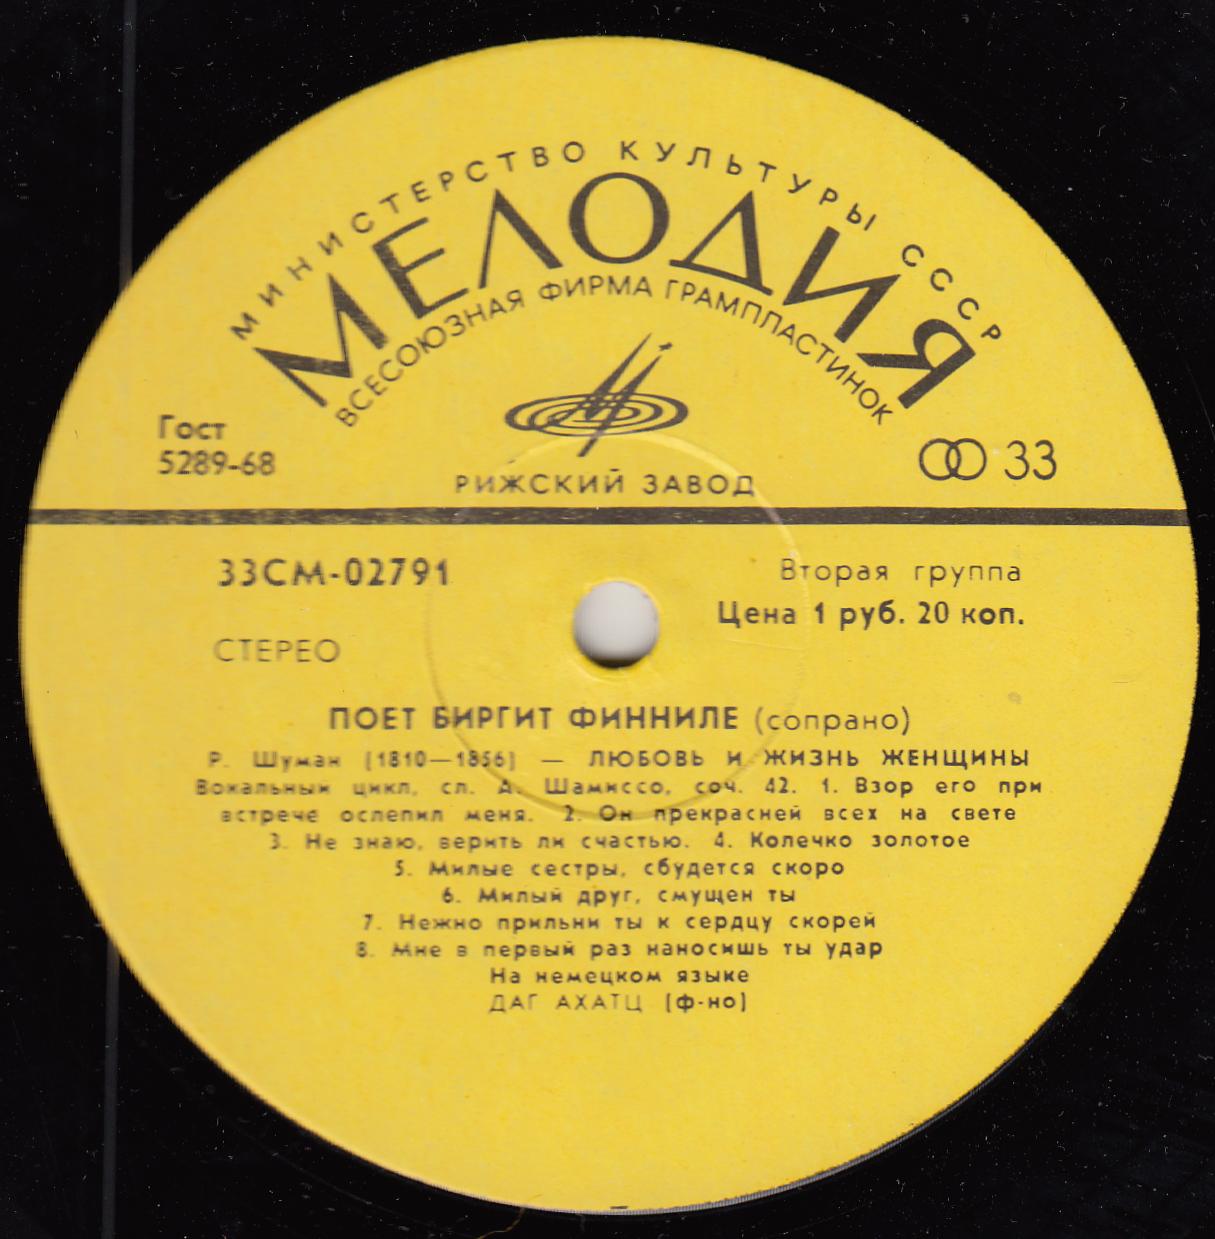 МИНИСТЕРСТВО КУЛЬТУРЫ СССР
МЕЛОДИЯ
ВСЕСОЮЗНАЯ ФИРМА ГРАМПЛАСТИНОК
Гост
5289-68
33
РИЖСКИЙ ЗАВОД
33СМ-02791
Вторая группа
Цена 1 руб. 20 коп.
СТЕРЕО
ПОЕТ БИРГИТ ФИННИЛЕ (сопрано)
Р. Шуман (1810—1856) — ЛЮБОВЬ И ЖИЗНЬ ЖЕНЩИНЫ
Вокальный цикл, сл. А. Шамиссо, соч. 42. 1. Взор его при
встрече ослепил меня. 2. Он прекрасней всех на свете
3. Не знаю, верить ли счастью. 4. Колечко золотое
5. Милые сестры, сбудется скоро
6. Милый друг, смущен ты
7. Нежно прильни ты к сердцу скорей
8. Мне в первый раз наносишь ты удар
На немецком языке
ДАГ АХАТЦ (ф-но)